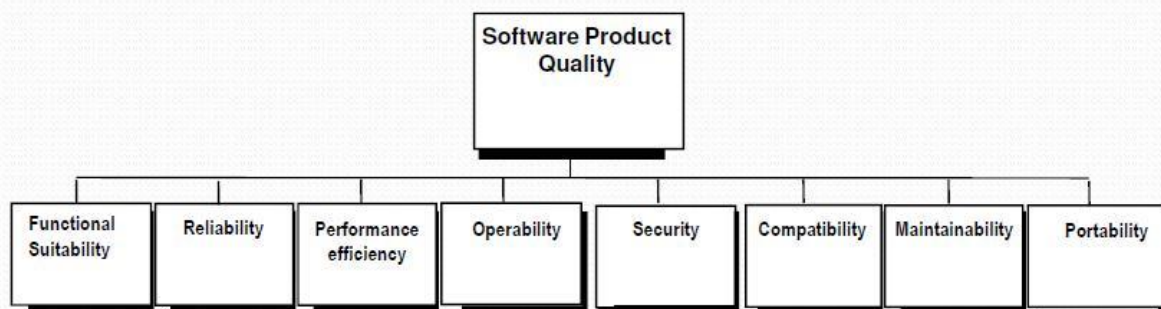 Software Product
Quality
Functional
Suitability
Reliability
Performance
efficiency
Operability
Security
Compatibility
Maintainability
Portability